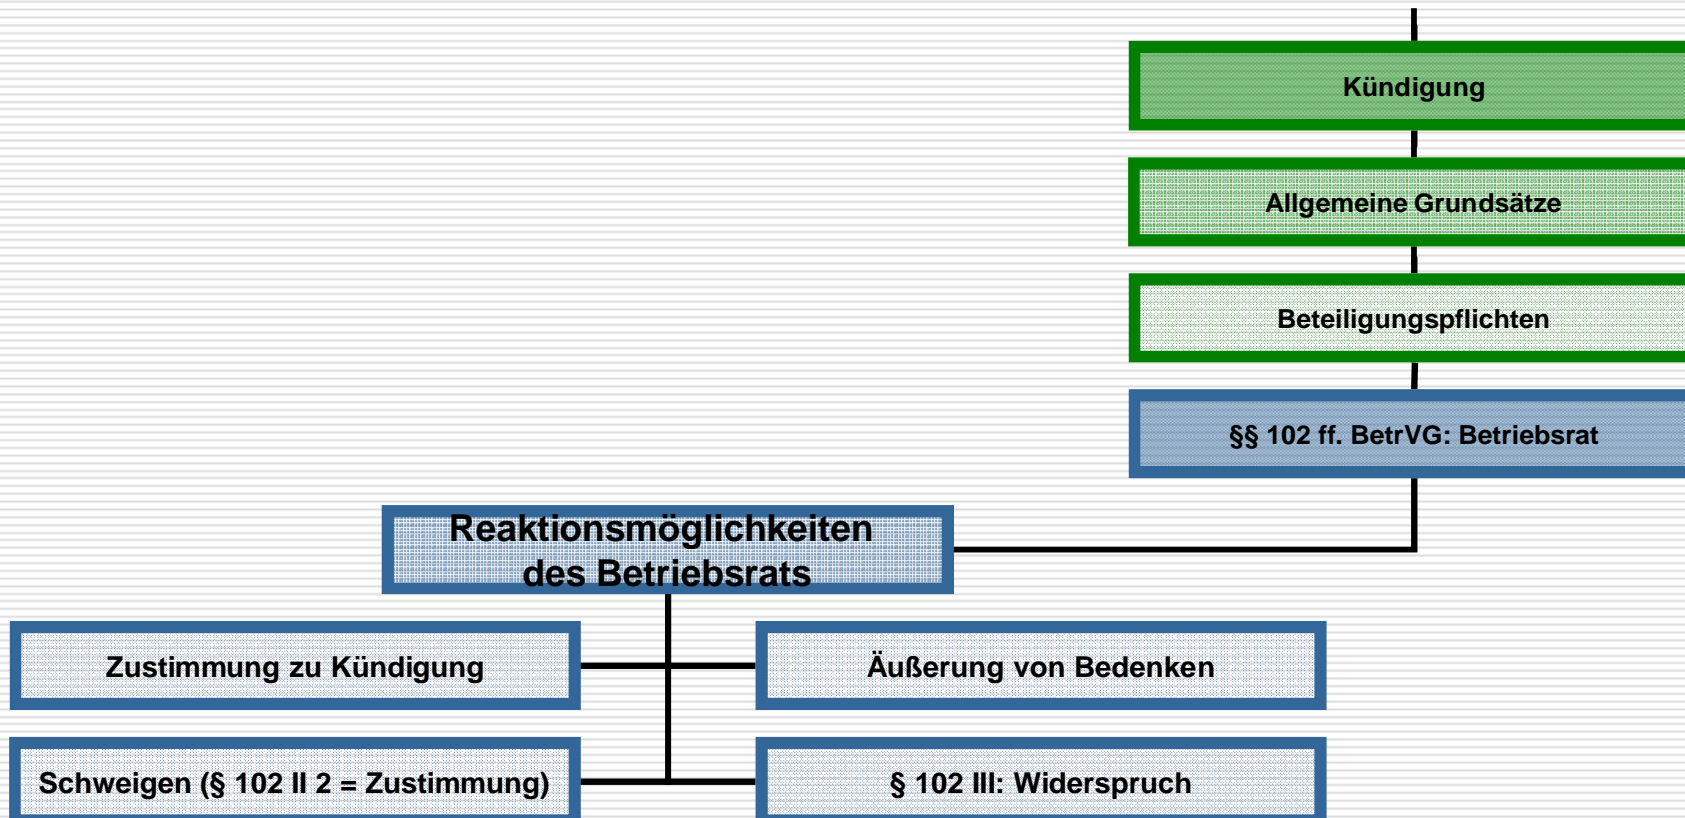 Kündigung
Allgemeine Grundsätze
Beteiligungspflichten
§§ 102 ff. BetrVG: Betriebsrat
Reaktionsmöglichkeiten
des Betriebsrats
Zustimmung zu Kündigung
Äußerung von Bedenken
Schweigen (§ 102 II 2 = Zustimmung)
§ 102 III: Widerspruch